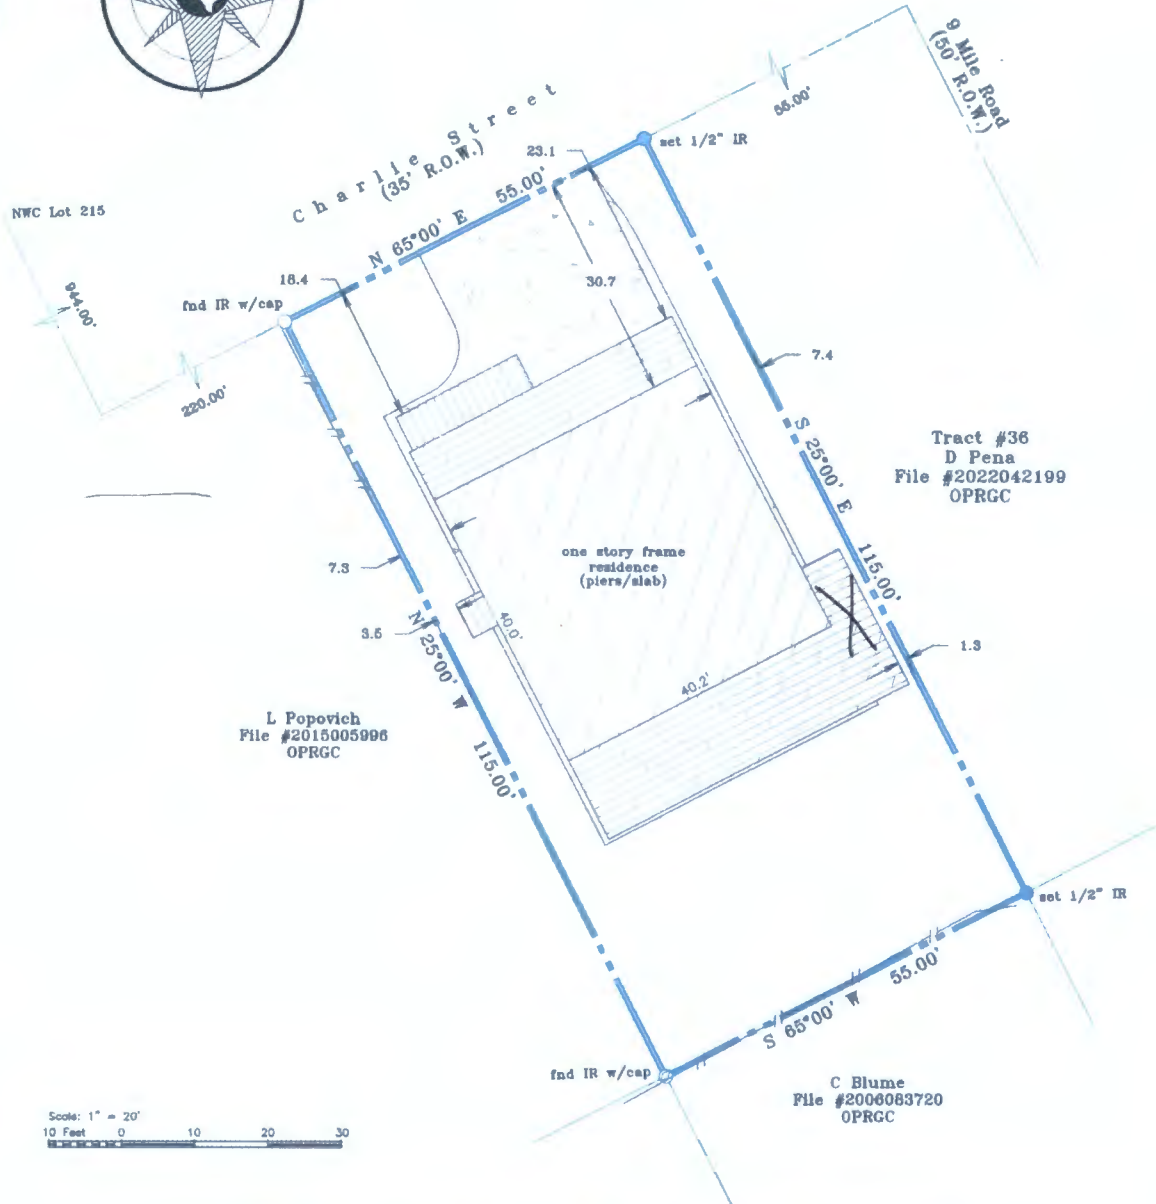 9 Mile Road
(50' R.O.W.)
55.00'
Charlie Street
(35' R.O.W.)
set 1/2" IR
23.1
NWC Lot 215
N 65°00' E 55.00'
18.4
30.7
fnd IR w/cap
944.00'
220.00'
7.4
S 25°00' E 115.00'
Tract #36
D Pena
File #2022042199
OPRGC
one story frame
residence
(piers/slab)
7.3
3.5
40.0'
N 25°00' W 115.00'
1.3
40.2'
L Popovich
File #2015005996
OPRGC
set 1/2" IR
S 65°00' W 55.00'
fnd IR w/cap
C Blume
File #2006083720
OPRGC
Scale: 1" = 20'
10 Feet 0 10 20 30